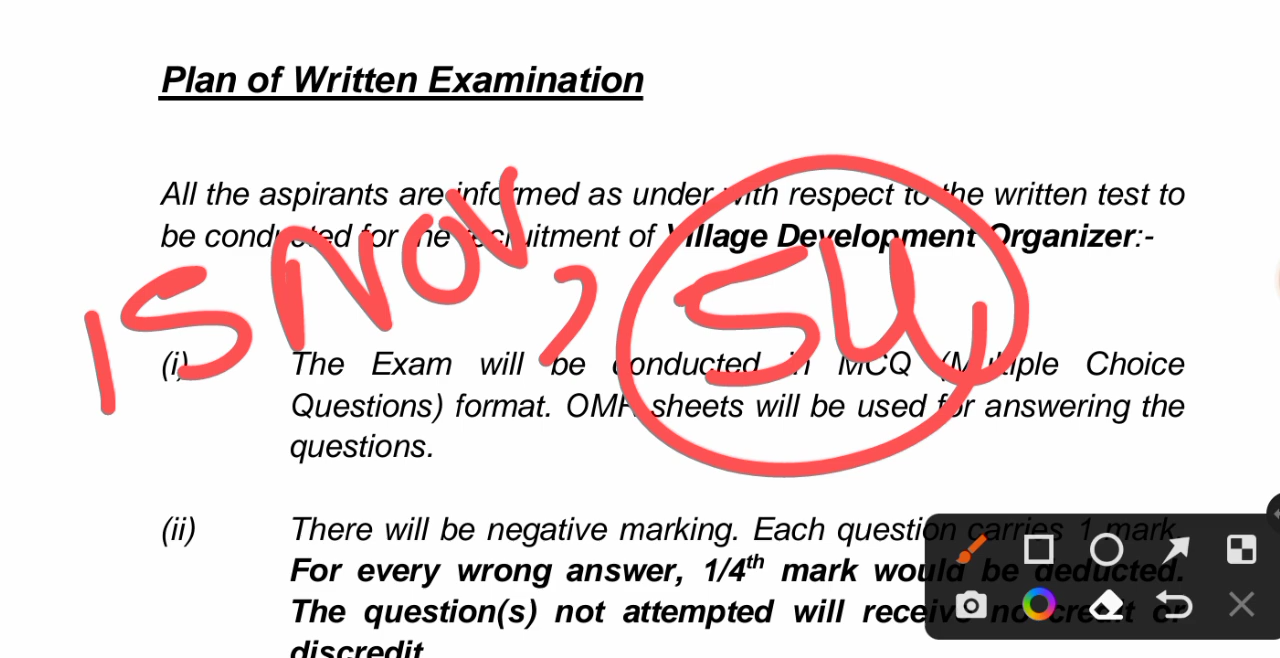 Plan of Written Examination
All the aspirants are informed as under with respect to the written test to
be conducted for the recruitment of Village Development Organizer:-
15 NOV, SU
(i) The Exam will be conducted in MCQ (Multiple Choice
Questions) format. OMR sheets will be used for answering the
questions.
(ii) There will be negative marking. Each question carries 1 mark.
For every wrong answer, 1/4th mark would be deducted.
The question(s) not attempted will receive no credit or
discredit